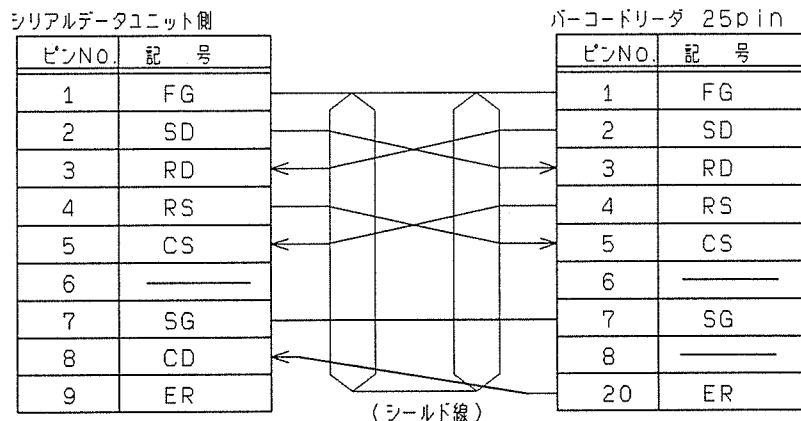 シリアルデータユニット側
ピンNO. 記 号
1 FG
2 SD
3 RD
4 RS
5 CS
6 ―――
7 SG
8 CD
9 ER
バーコードリーダ 25pin
ピンNO. 記 号
1 FG
2 SD
3 RD
4 RS
5 CS
6 ―――
7 SG
8 ―――
20 ER
(シールド線)